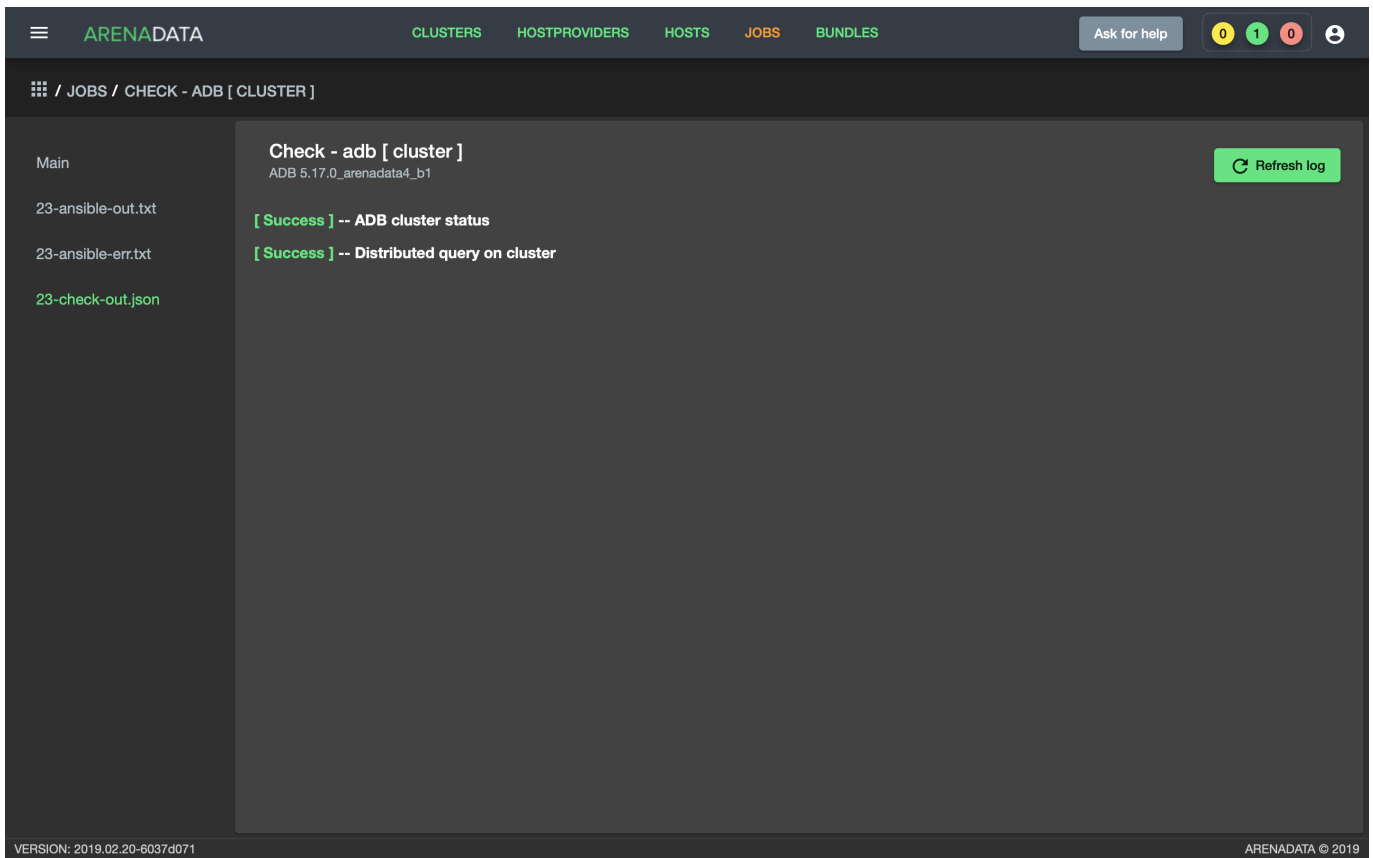 ARENADATA CLUSTERS HOSTPROVIDERS HOSTS JOBS BUNDLES Ask for help 0 1 0
/ JOBS / CHECK - ADB [ CLUSTER ]
Main
23-ansible-out.txt
23-ansible-err.txt
23-check-out.json
Check - adb [ cluster ]
ADB 5.17.0_arenadata4_b1
Refresh log
[ Success ] -- ADB cluster status
[ Success ] -- Distributed query on cluster
VERSION: 2019.02.20-6037d071
ARENADATA © 2019